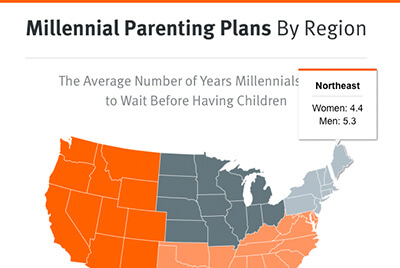 Millennial Parenting Plans By Region
The Average Number of Years Millennials
to Wait Before Having Children
Northeast
Women: 4.4
Men: 5.3